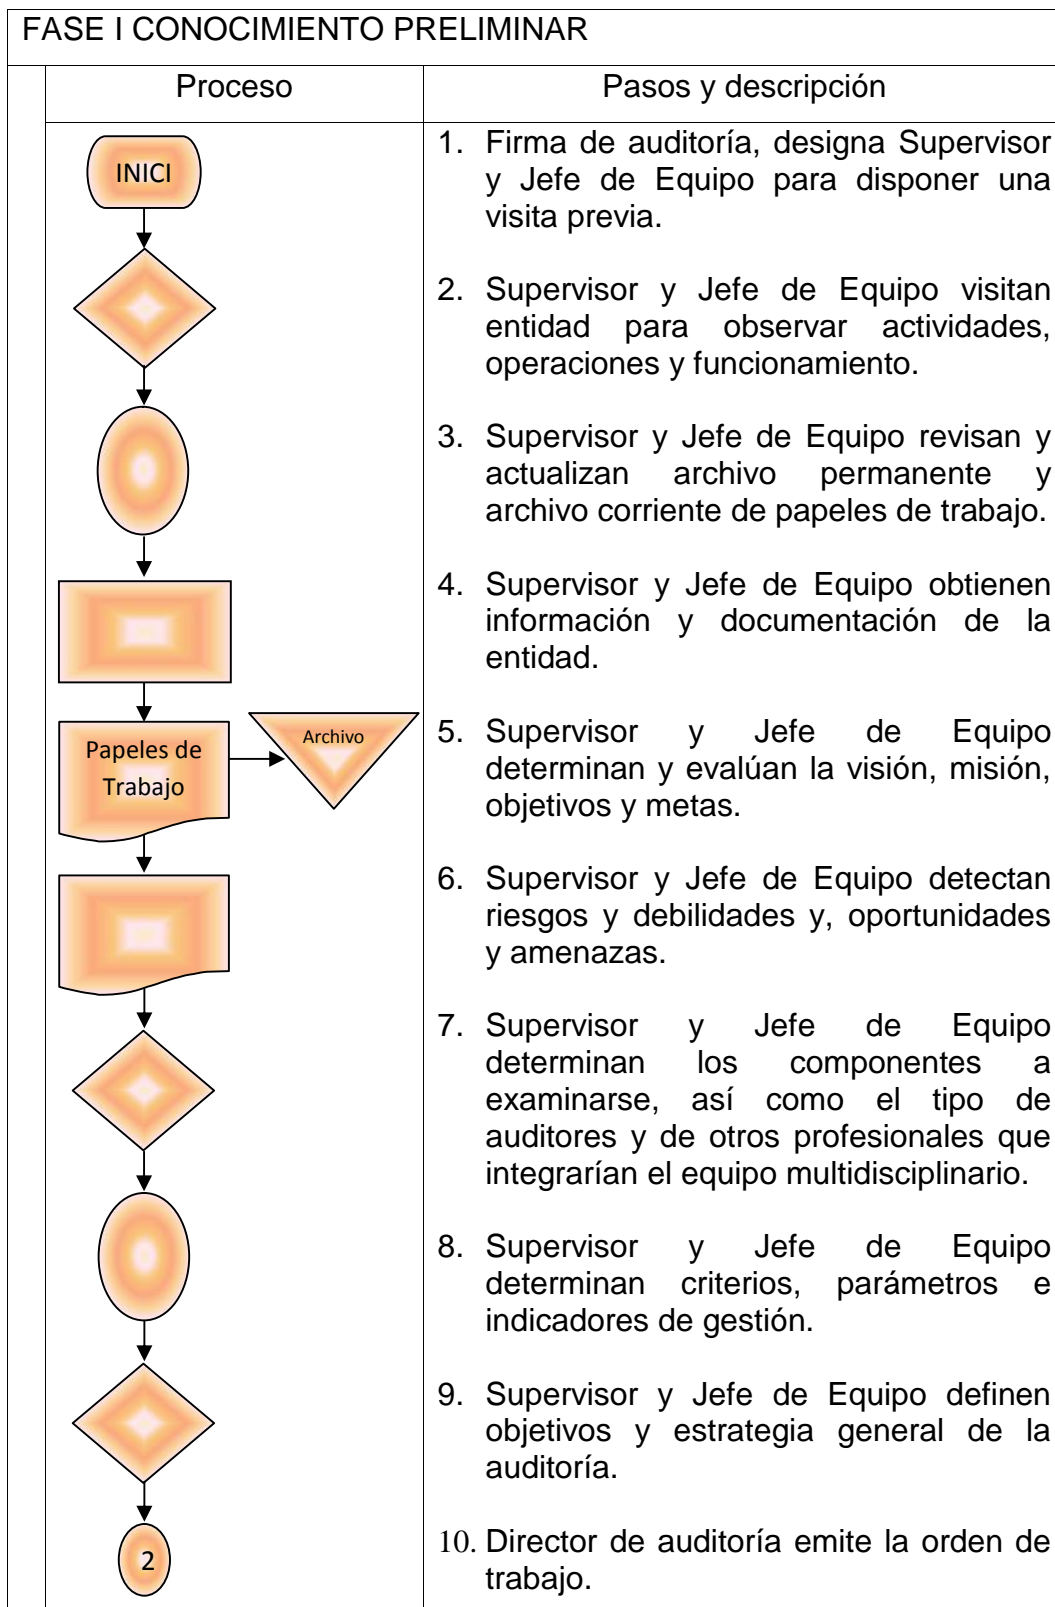 FASE I CONOCIMIENTO PRELIMINAR
Proceso
Pasos y descripción
INICI
Papeles de
Trabajo
Archivo
2
1. Firma de auditoría, designa Supervisor
y Jefe de Equipo para disponer una
visita previa.
2. Supervisor y Jefe de Equipo visitan
entidad para observar actividades,
operaciones y funcionamiento.
3. Supervisor y Jefe de Equipo revisan y
actualizan archivo permanente y
archivo corriente de papeles de trabajo.
4. Supervisor y Jefe de Equipo obtienen
información y documentación de la
entidad.
5. Supervisor y Jefe de Equipo
determinan y evalúan la visión, misión,
objetivos y metas.
6. Supervisor y Jefe de Equipo detectan
riesgos y debilidades y, oportunidades
y amenazas.
7. Supervisor y Jefe de Equipo
determinan los componentes a
examinarse, así como el tipo de
auditores y de otros profesionales que
integrarían el equipo multidisciplinario.
8. Supervisor y Jefe de Equipo
determinan criterios, parámetros e
indicadores de gestión.
9. Supervisor y Jefe de Equipo definen
objetivos y estrategia general de la
auditoría.
10. Director de auditoría emite la orden de
trabajo.